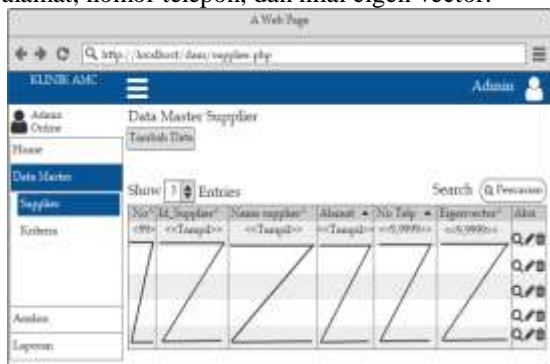 alamat, nomor telepon, dan nilai eigen vector.
A Web Page
http://localhost/dana/supplier.php
KLINIK AMC
Admin
Admin
Online
Data Master Supplier
Tambah Data
Home
Data Master
Show 3 Entries
Search Pencarian
Supplier
No Id_Supplier Nama supplier Alamat No Telp Eigenvector Aksi
Kriteria
<<99> <<Tampil>> <<Tampil>> <<Tampil>> <<9,9999>> <<9,9999>>
Analisa
Laporan